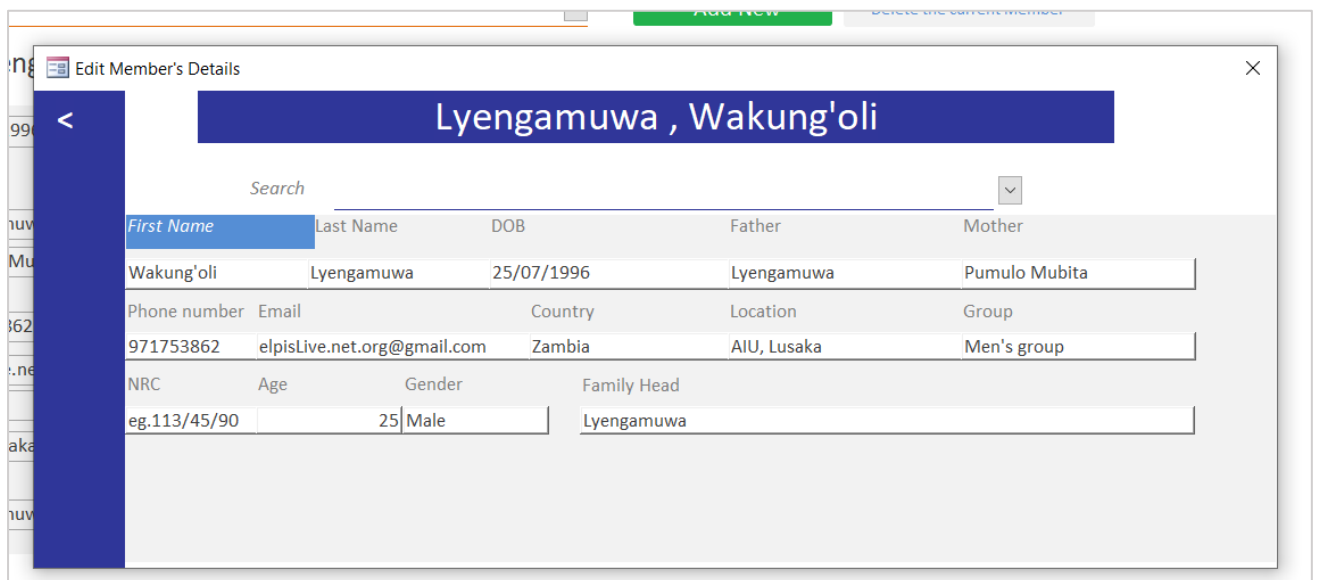 Add New Delete the current Member
Edit Member's Details
<
Lyengamuwa , Wakung'oli
Search
First Name Last Name DOB Father Mother
Wakung'oli Lyengamuwa 25/07/1996 Lyengamuwa Pumulo Mubita
Phone number Email Country Location Group
971753862 elpisLive.net.org@gmail.com Zambia AIU, Lusaka Men's group
NRC Age Gender Family Head
eg.113/45/90 25 Male Lyengamuwa